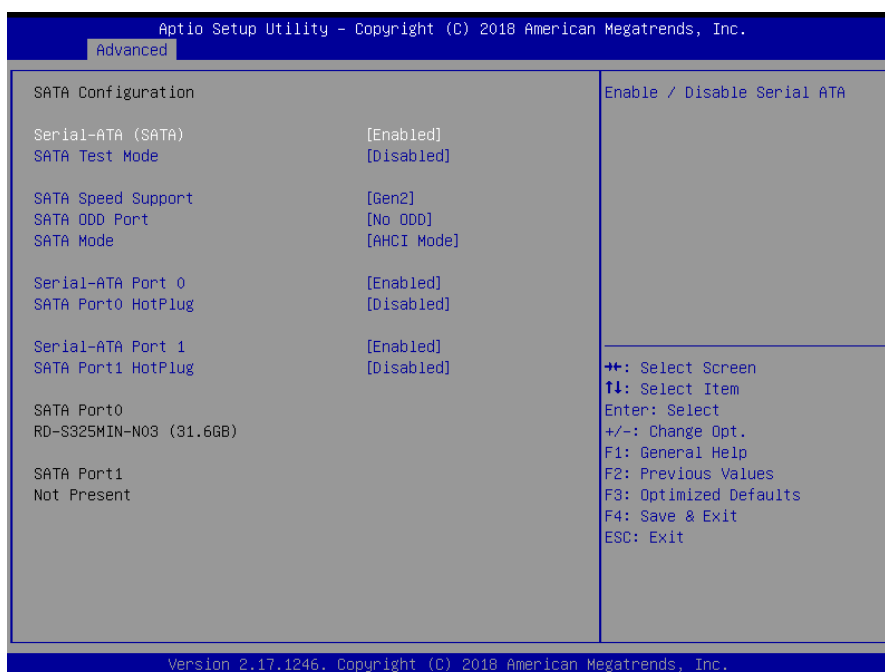 Aptio Setup Utility – Copyright (C) 2018 American Megatrends, Inc.
Advanced
SATA Configuration
Serial-ATA (SATA) [Enabled]
SATA Test Mode [Disabled]
SATA Speed Support [Gen2]
SATA ODD Port [No ODD]
SATA Mode [AHCI Mode]
Serial-ATA Port 0 [Enabled]
SATA Port0 HotPlug [Disabled]
Serial-ATA Port 1 [Enabled]
SATA Port1 HotPlug [Disabled]
SATA Port0
RD-S325MIN-N03 (31.6GB)
SATA Port1
Not Present
Enable / Disable Serial ATA
→←: Select Screen
↑↓: Select Item
Enter: Select
+/-: Change Opt.
F1: General Help
F2: Previous Values
F3: Optimized Defaults
F4: Save & Exit
ESC: Exit
Version 2.17.1246. Copyright (C) 2018 American Megatrends, Inc.